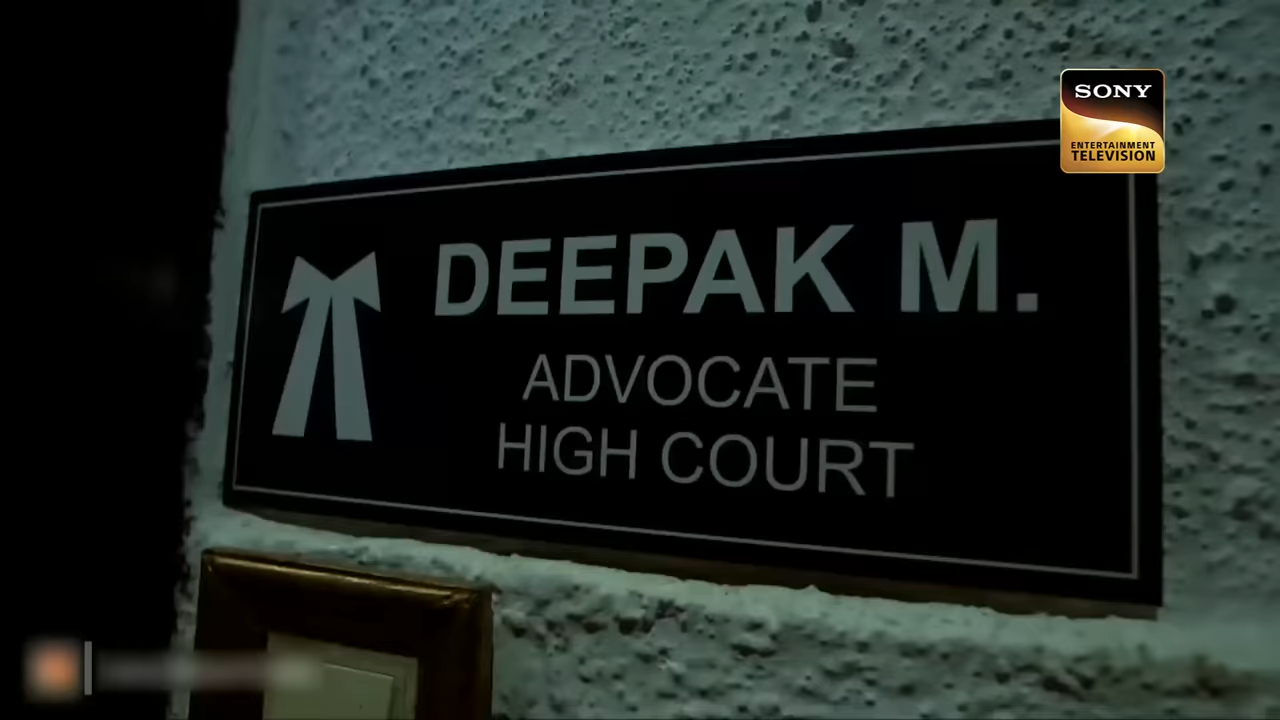 SONY
ENTERTAINMENT
TELEVISION
DEEPAK M.
ADVOCATE
HIGH COURT